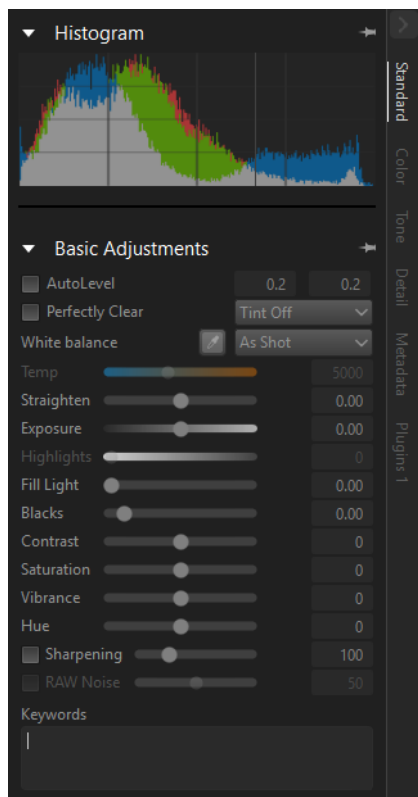 Histogram
Basic Adjustments
AutoLevel 0.2 0.2
Perfectly Clear Tint Off
White balance As Shot
Temp 5000
Straighten 0.00
Exposure 0.00
Highlights 0
Fill Light 0.00
Blacks 0.00
Contrast 0
Saturation 0
Vibrance 0
Hue 0
Sharpening 100
RAW Noise 50
Keywords
Standard
Color
Tone
Detail
Metadata
Plugins 1